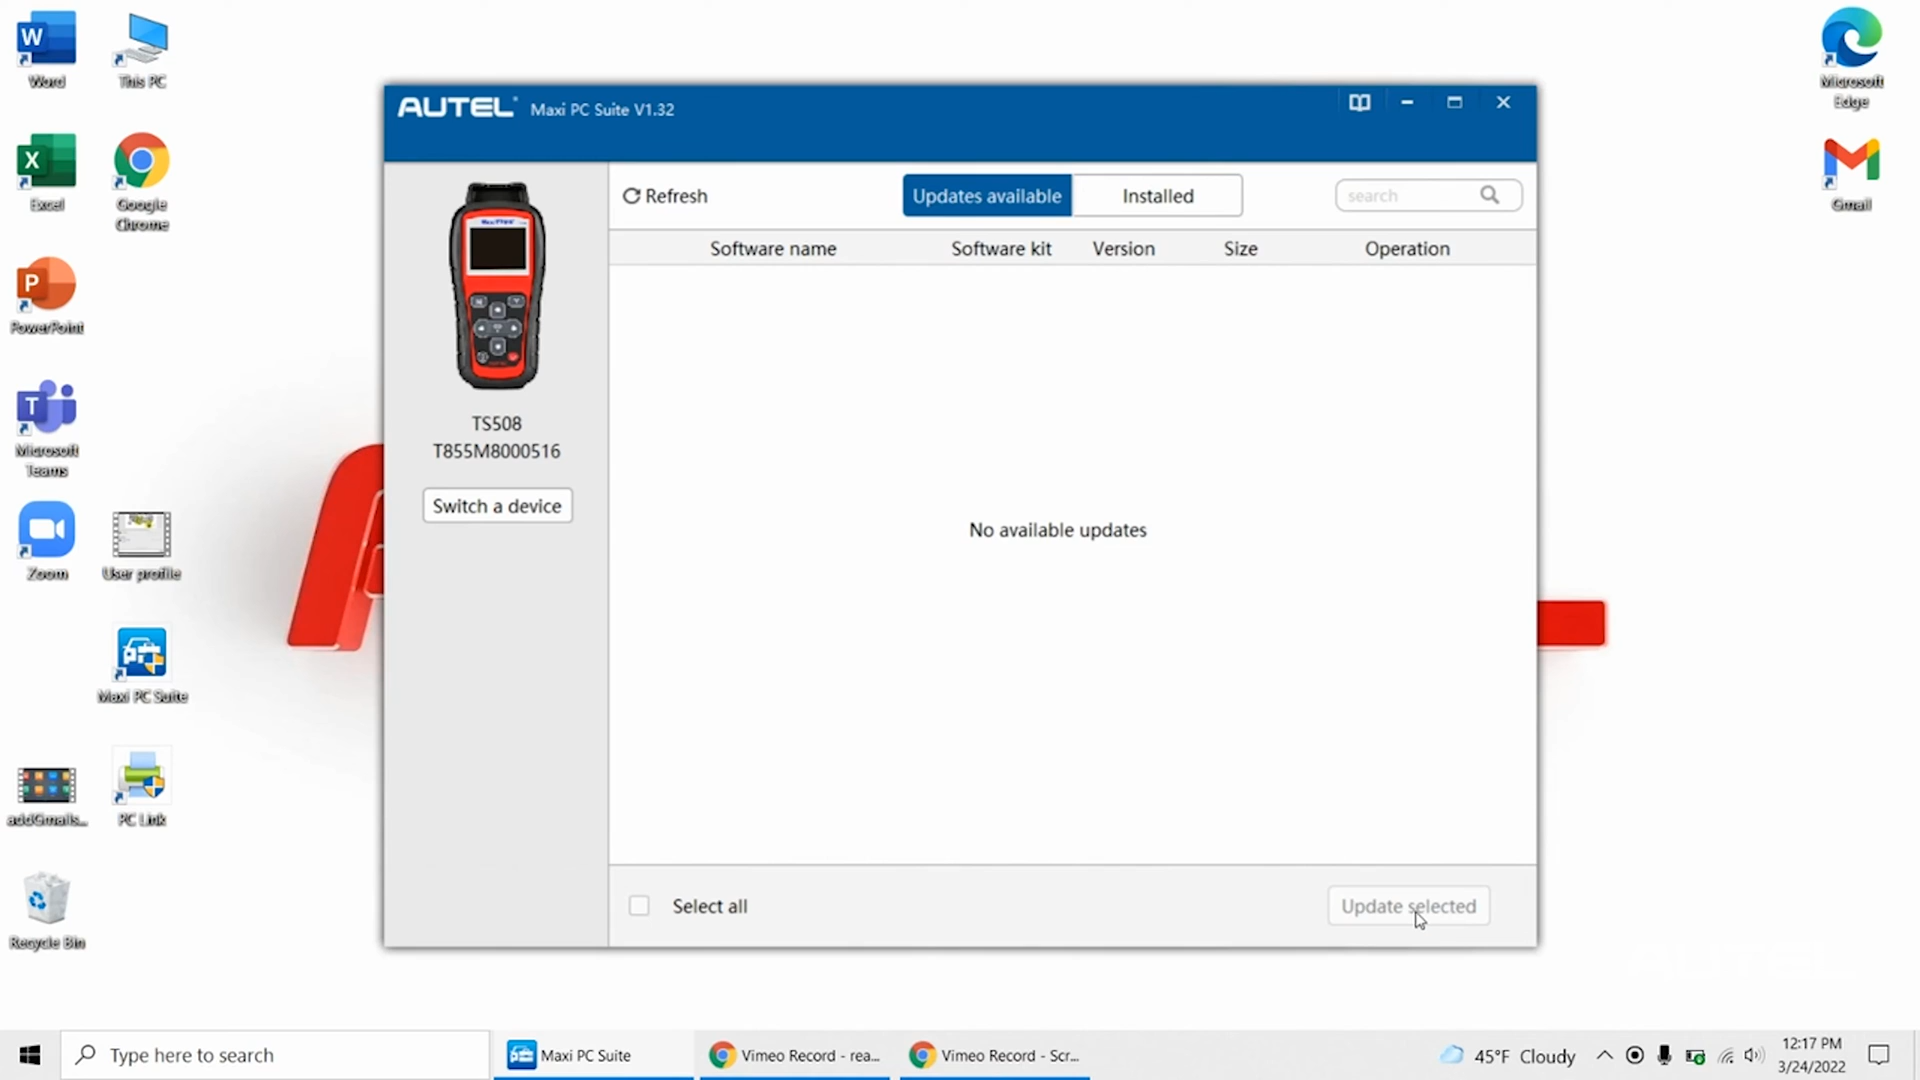 Word
This PC
Microsoft
Edge
AUTEL
Maxi PC Suite V1.32
Excel
Google
Chrome
Gmail
Refresh
Updates available
Installed
search
Software name
Software kit
Version
Size
Operation
PowerPoint
TS508
T855M8000516
Switch a device
Microsoft
Teams
No available updates
Zoom
User profile
Maxi PC Suite
addGmails...
PC Link
Select all
Update selected
Recycle Bin
Type here to search
Maxi PC Suite
Vimeo Record - rea...
Vimeo Record - Scr...
45°F Cloudy
12:17 PM
3/24/2022